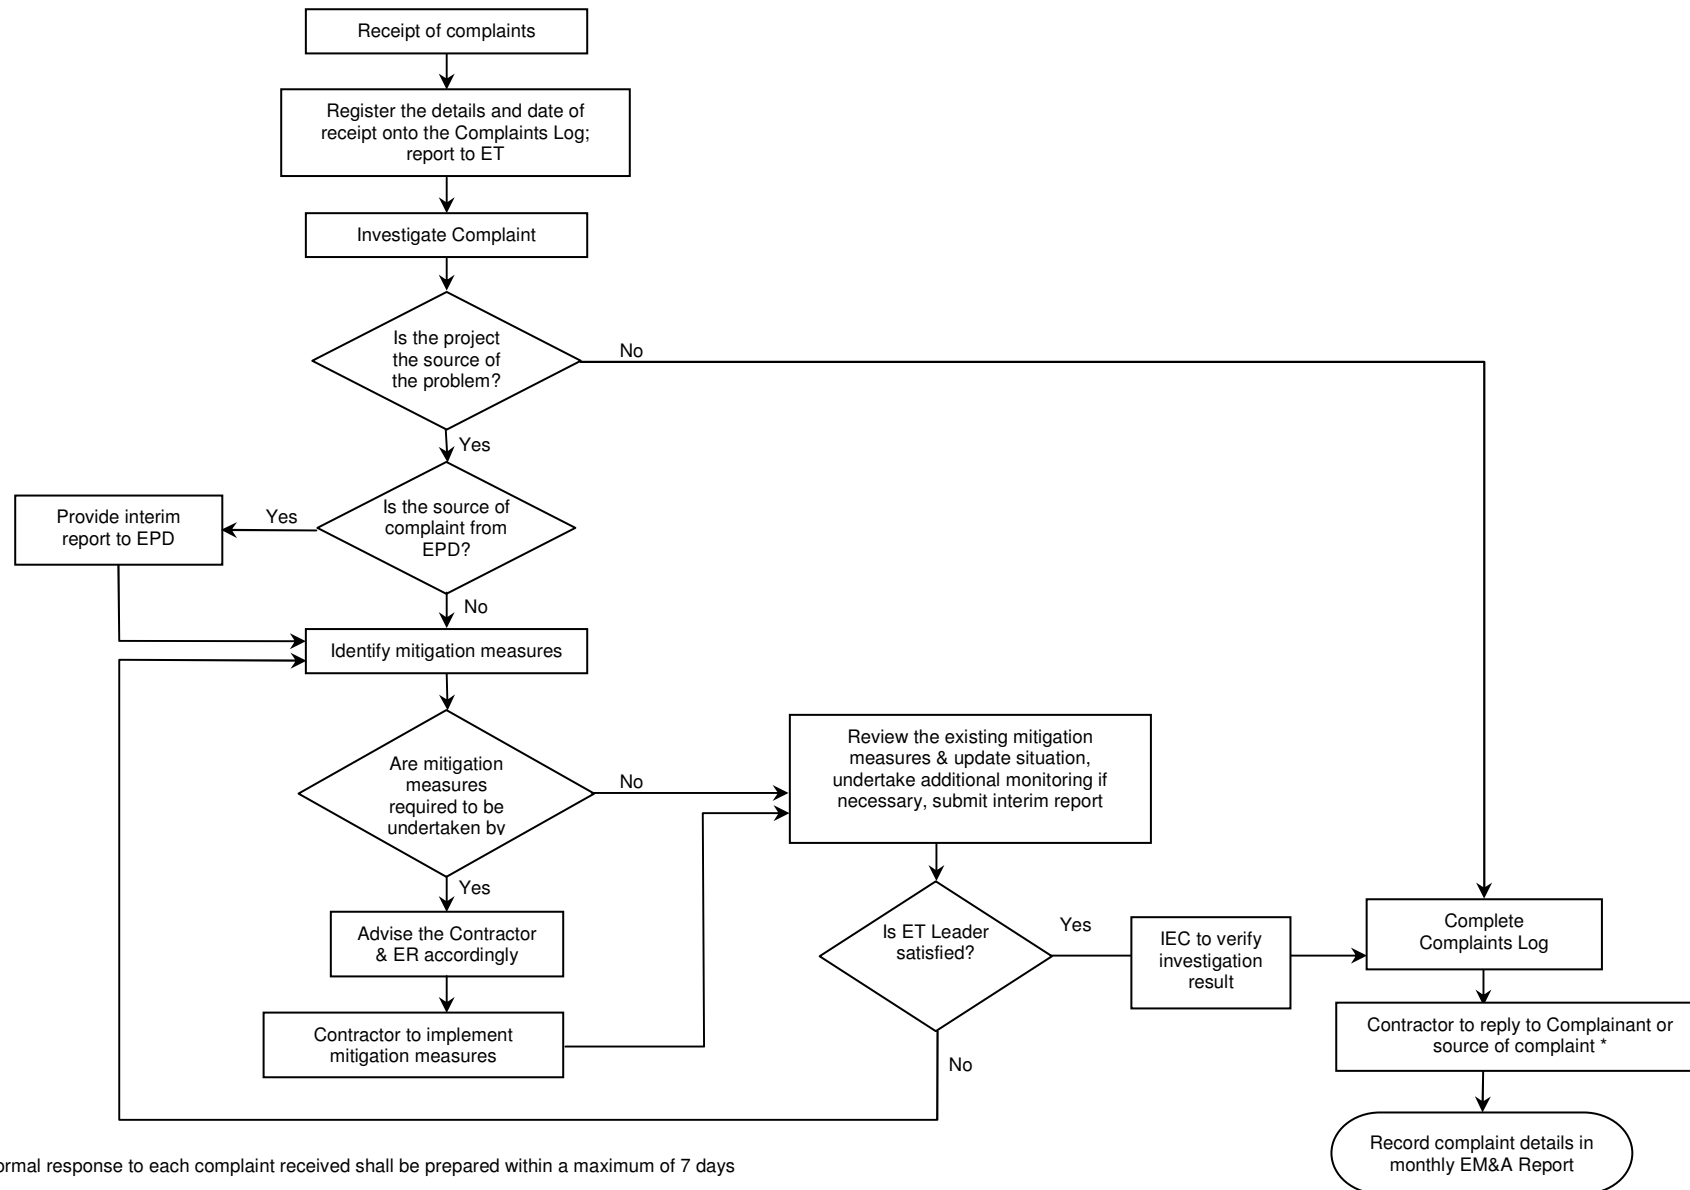 Receipt of complaints
Register the details and date of
receipt onto the Complaints Log;
report to ET
Investigate Complaint
Is the project
the source of
the problem?
No
Yes
Is the source of
complaint from
EPD?
Yes
Provide interim
report to EPD
No
Identify mitigation measures
Are mitigation
measures
required to be
undertaken by
No
Review the existing mitigation
measures & update situation,
undertake additional monitoring if
necessary, submit interim report
Yes
Advise the Contractor
& ER accordingly
Contractor to implement
mitigation measures
Is ET Leader
satisfied?
Yes
IEC to verify
investigation
result
No
Complete
Complaints Log
Contractor to reply to Complainant or
source of complaint *
Record complaint details in
monthly EM&A Report
response to each complaint received shall be prepared within a maximum of 7 days